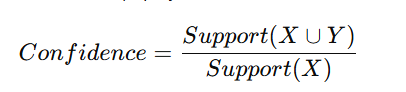 Confidence = Support(X ∪ Y) / Support(X)